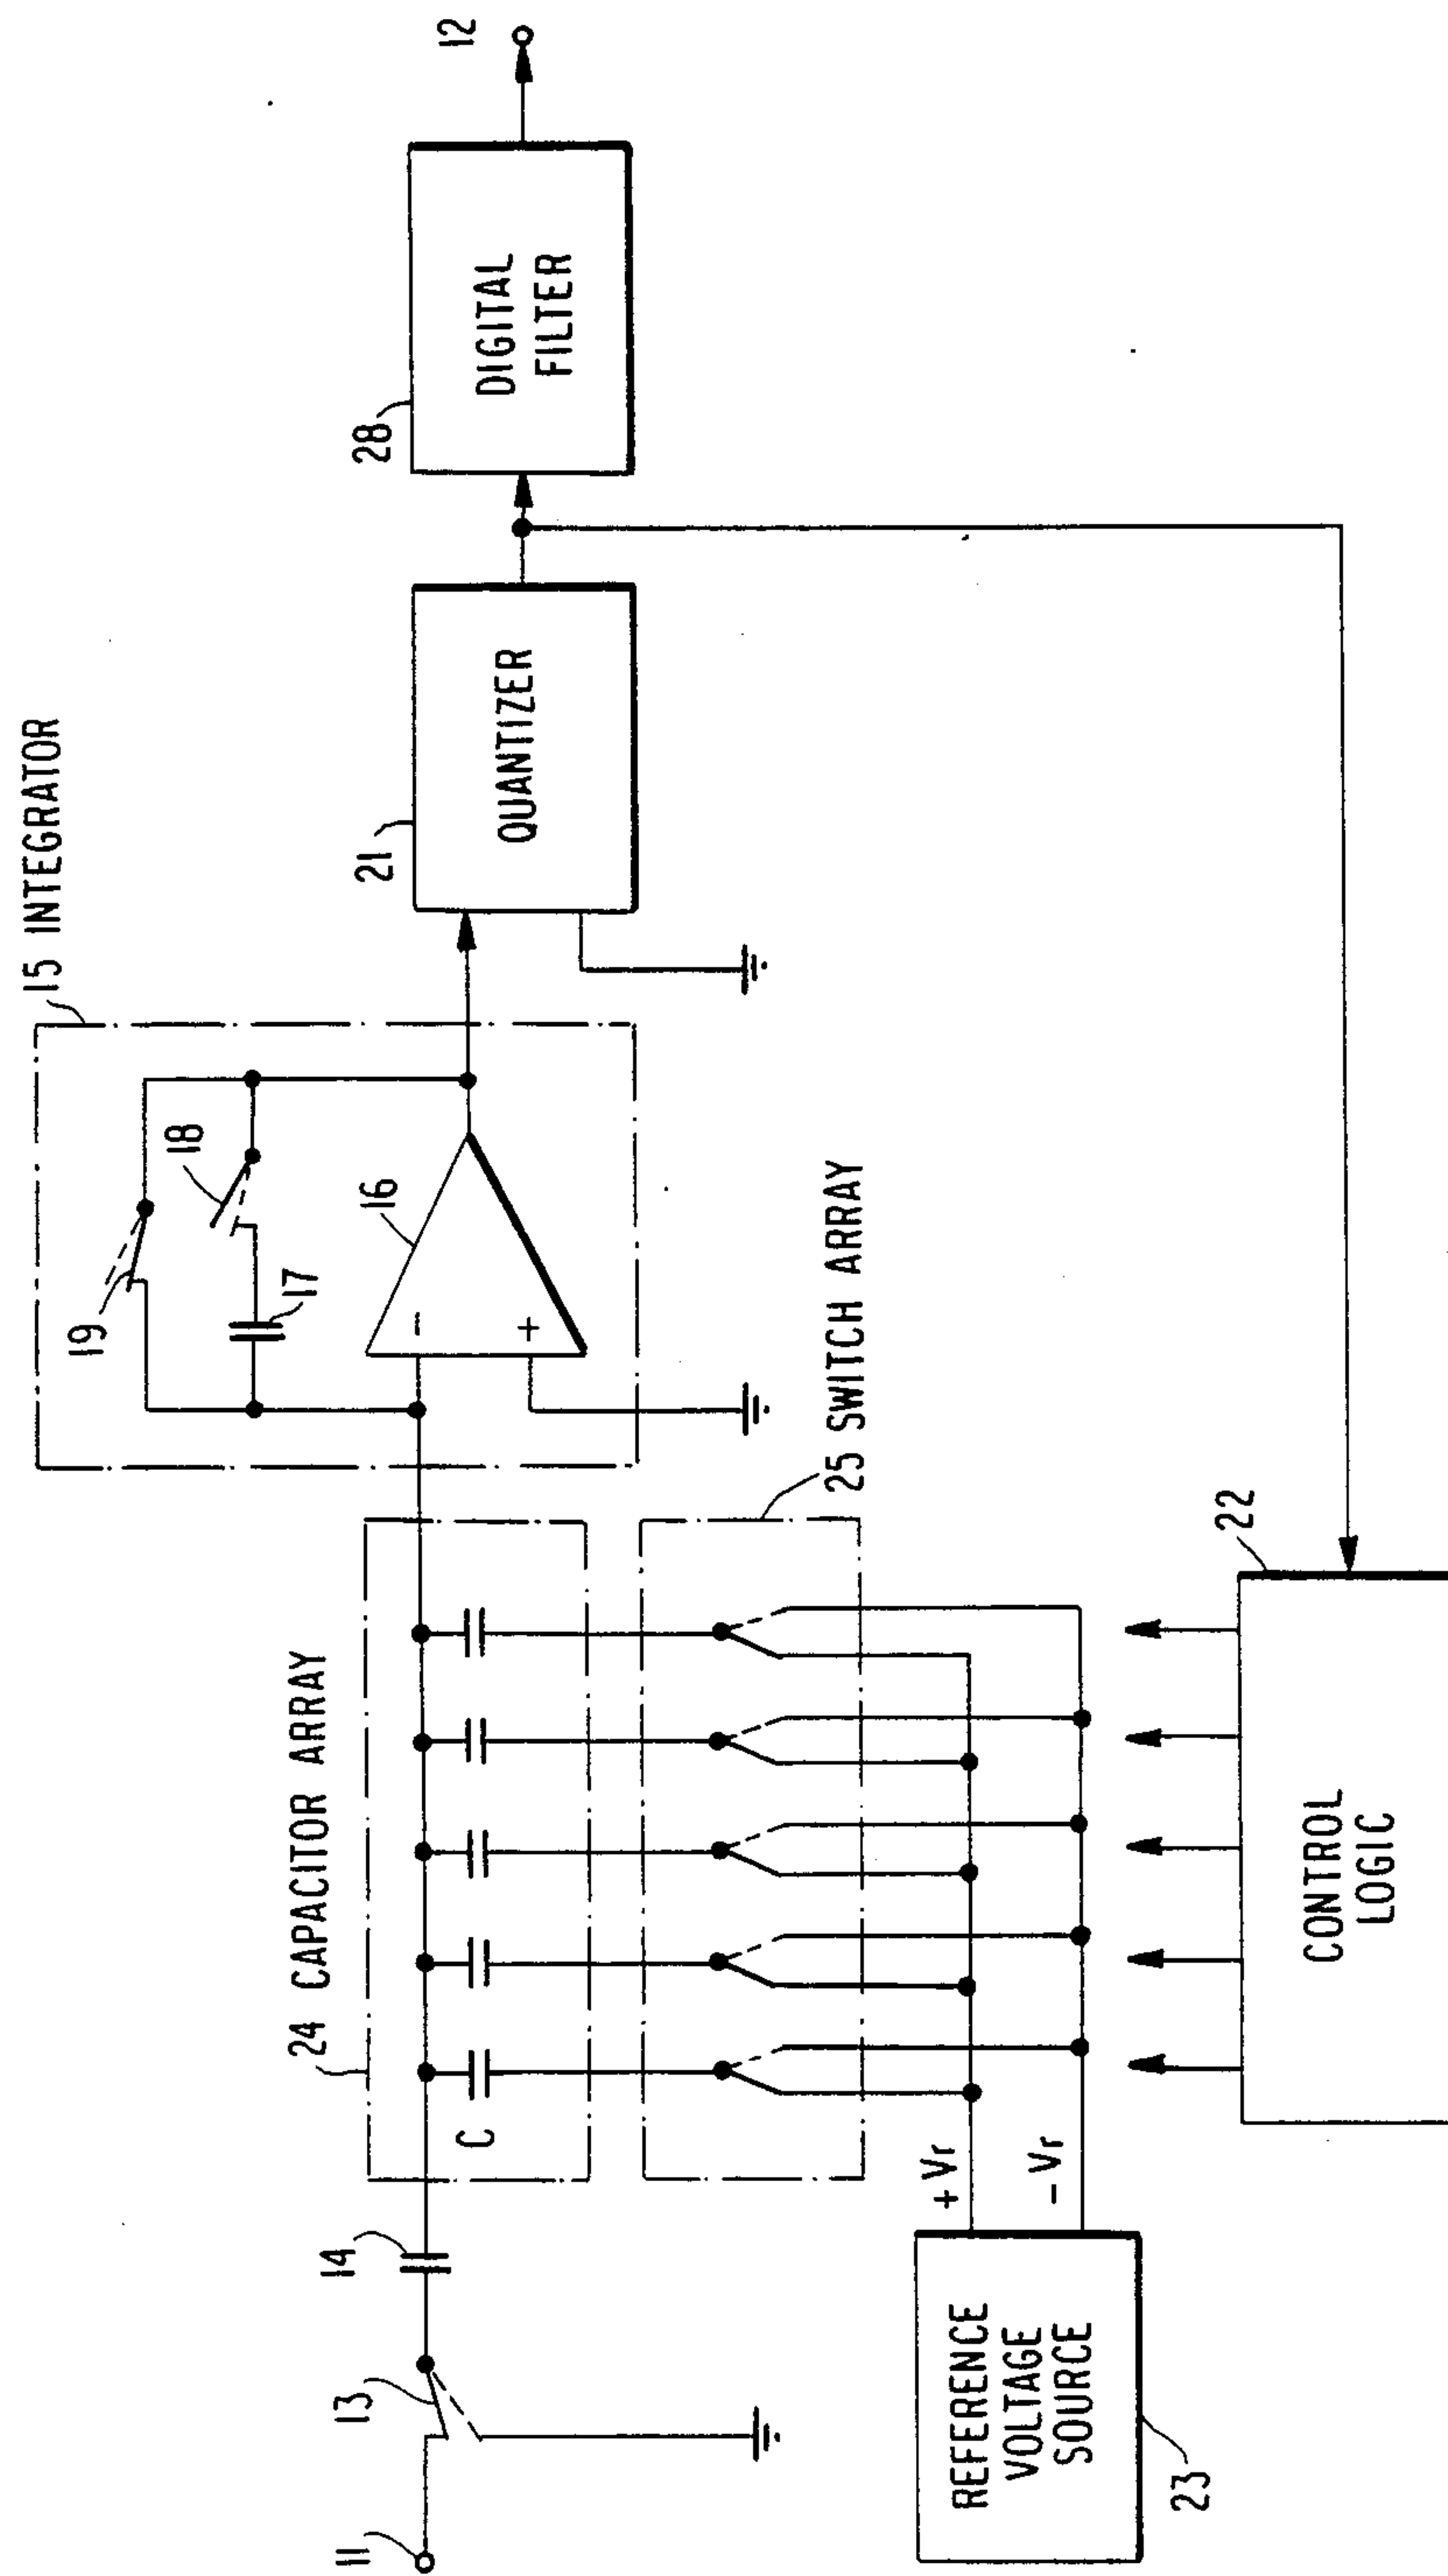 15 INTEGRATOR
19
18
17
16
−
+
24 CAPACITOR ARRAY
C
25 SWITCH ARRAY
11
13
14
21
QUANTIZER
28
DIGITAL
FILTER
12
+Vr
−Vr
REFERENCE
VOLTAGE
SOURCE
23
22
CONTROL
LOGIC